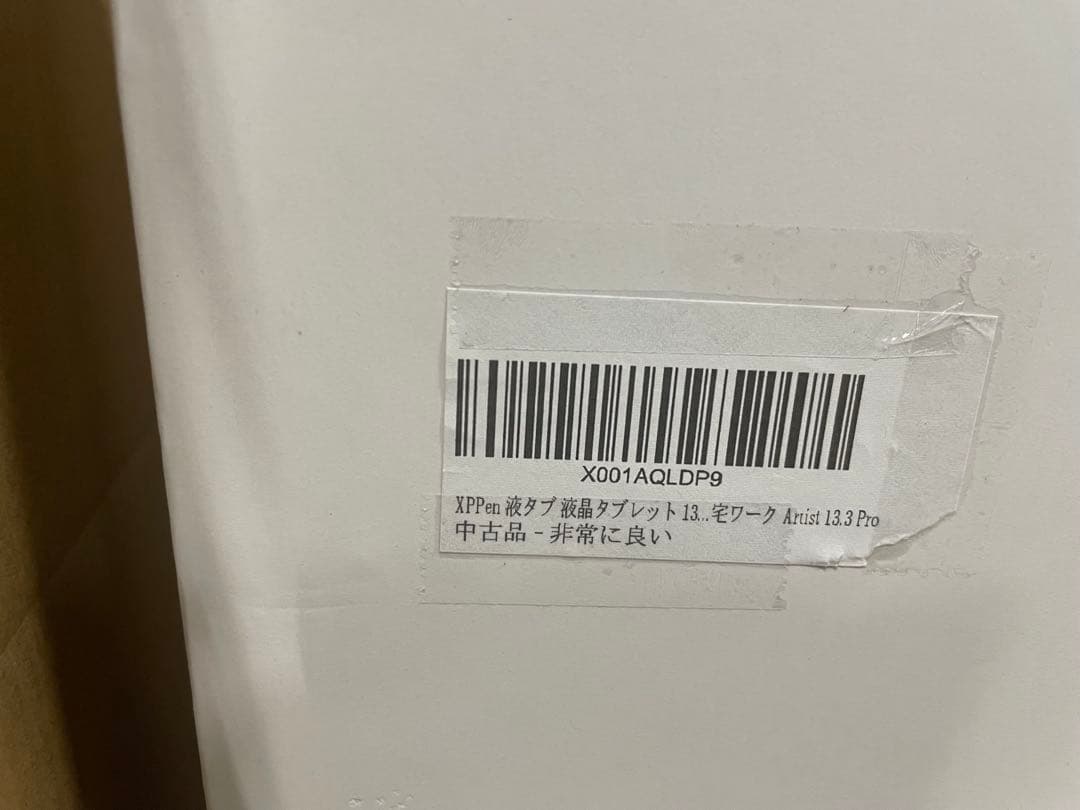 X001AQLDP9
XPPen 液タブ 液晶タブレット 13...宅ワーク Artist 13.3 Pro
中古品 - 非常に良い